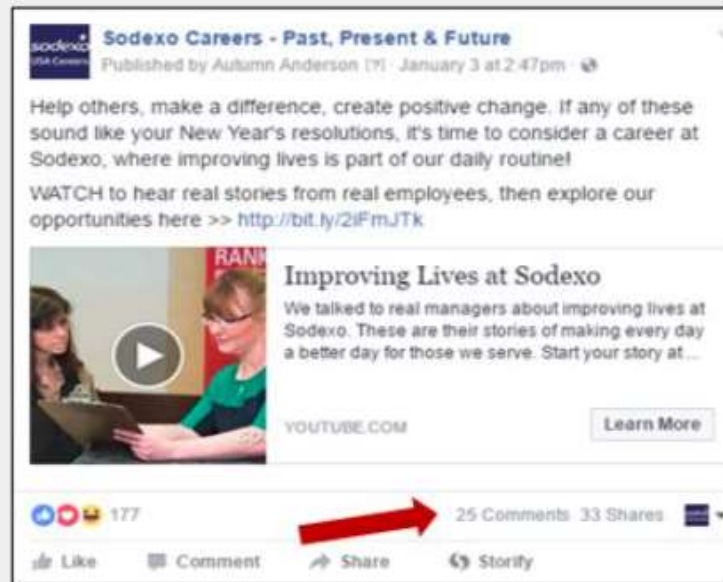 sodexo
USA Careers
Sodexo Careers - Past, Present & Future
Published by Autumn Anderson [?] · January 3 at 2:47pm ·
Help others, make a difference, create positive change. If any of these
sound like your New Year's resolutions, it's time to consider a career at
Sodexo, where improving lives is part of our daily routine!
WATCH to hear real stories from real employees, then explore our
opportunities here >> http://bit.ly/2iFmJTk
RANK
Improving Lives at Sodexo
We talked to real managers about improving lives at
Sodexo. These are their stories of making every day
a better day for those we serve. Start your story at ...
YOUTUBE.COM
Learn More
177
25 Comments 33 Shares
Like Comment Share Storify